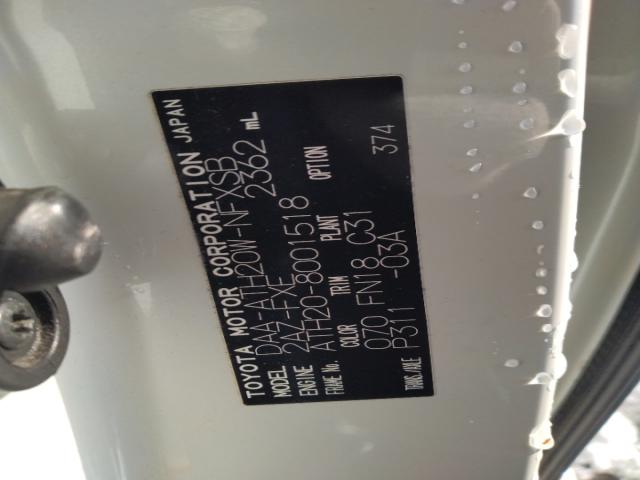 TOYOTA MOTOR CORPORATION JAPAN
MODEL DAA-ATH20W-NFXSB
ENGINE 2AZ-FXE 2362 mL
FRAME No. ATH20-8001518
COLOR TRIM PLANT OPTION
070 FN18 C31 374
TRANS/AXLE P311 -03A